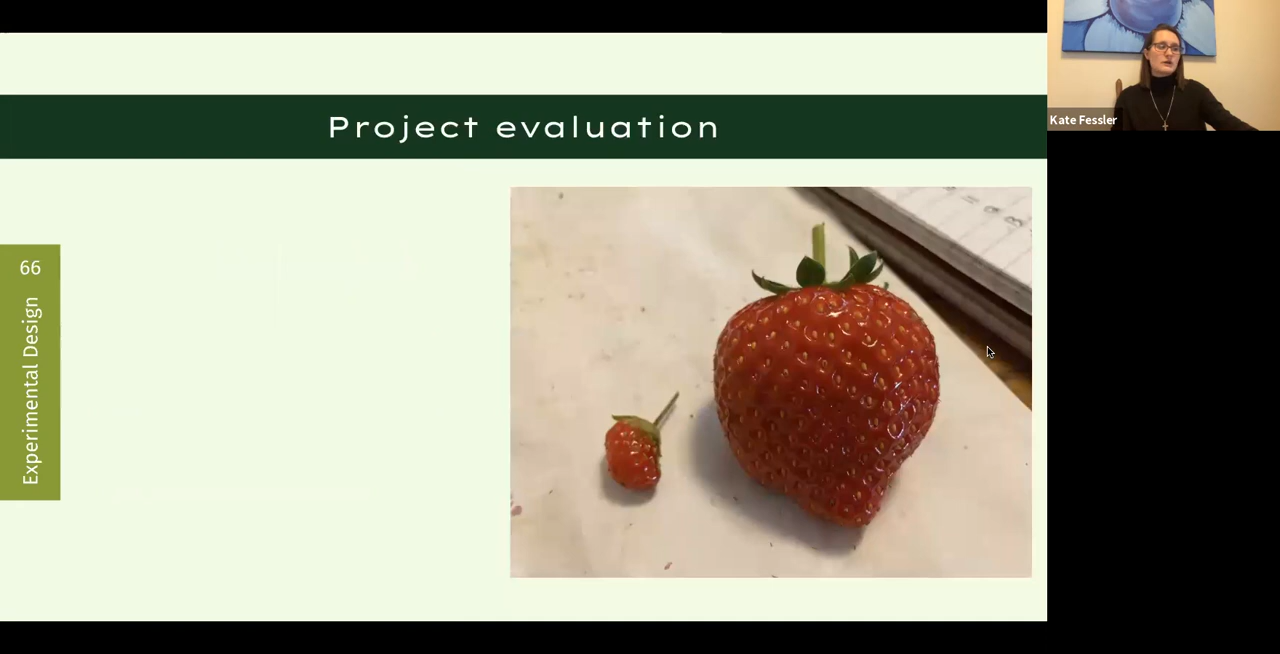 Project evaluation
Kate Fessler
66
Experimental Design